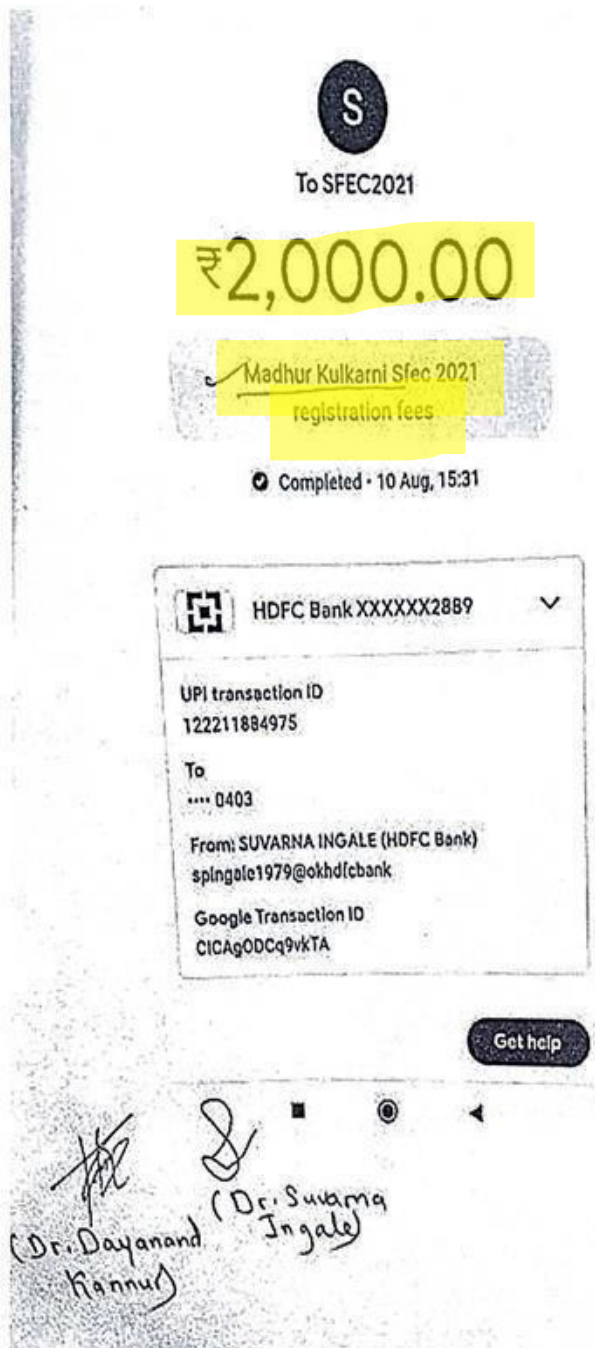 S
To SFEC2021
₹2,000.00
Madhur Kulkarni Sfec 2021
registration fees
Completed • 10 Aug, 15:31
HDFC Bank XXXXXX2889
UPI transaction ID
122211884975
To
•••• 0403
From: SUVARNA INGALE (HDFC Bank)
spingale1979@okhdfcbank
Google Transaction ID
CICAgODCq9vkTA
Get help
(Dr. Suvarna
Ingale)
(Dr. Dayanand
Kannur)